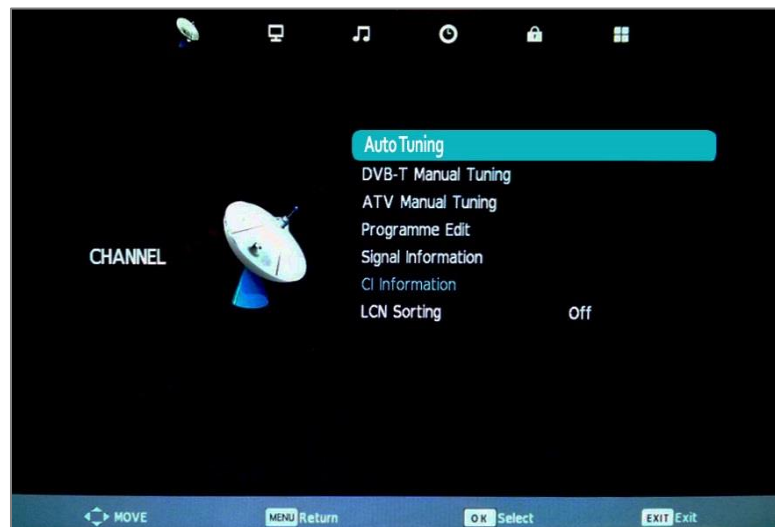 Auto Tuning
DVB-T Manual Tuning
ATV Manual Tuning
Programme Edit
CHANNEL
Signal Information
CI Information
LCN Sorting Off
MOVE MENU Return OK Select EXIT Exit